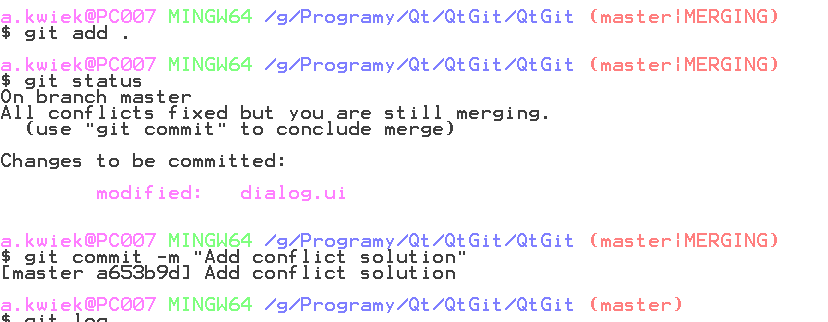 a.kwiek@PC007 MINGW64 /g/Programy/Qt/QtGit/QtGit (master|MERGING)
$ git add .
a.kwiek@PC007 MINGW64 /g/Programy/Qt/QtGit/QtGit (master|MERGING)
$ git status
On branch master
All conflicts fixed but you are still merging.
(use "git commit" to conclude merge)
Changes to be committed:
modified: dialog.ui
a.kwiek@PC007 MINGW64 /g/Programy/Qt/QtGit/QtGit (master|MERGING)
$ git commit -m "Add conflict solution"
[master a653b9d] Add conflict solution
a.kwiek@PC007 MINGW64 /g/Programy/Qt/QtGit/QtGit (master)
$ git log